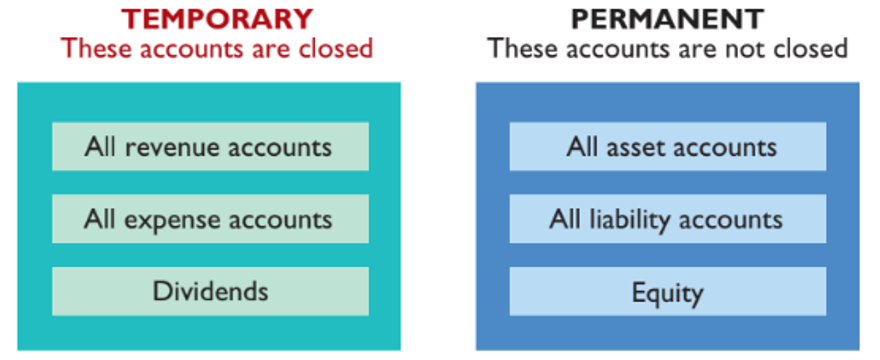 TEMPORARY
These accounts are closed
All revenue accounts
All expense accounts
Dividends
PERMANENT
These accounts are not closed
All asset accounts
All liability accounts
Equity